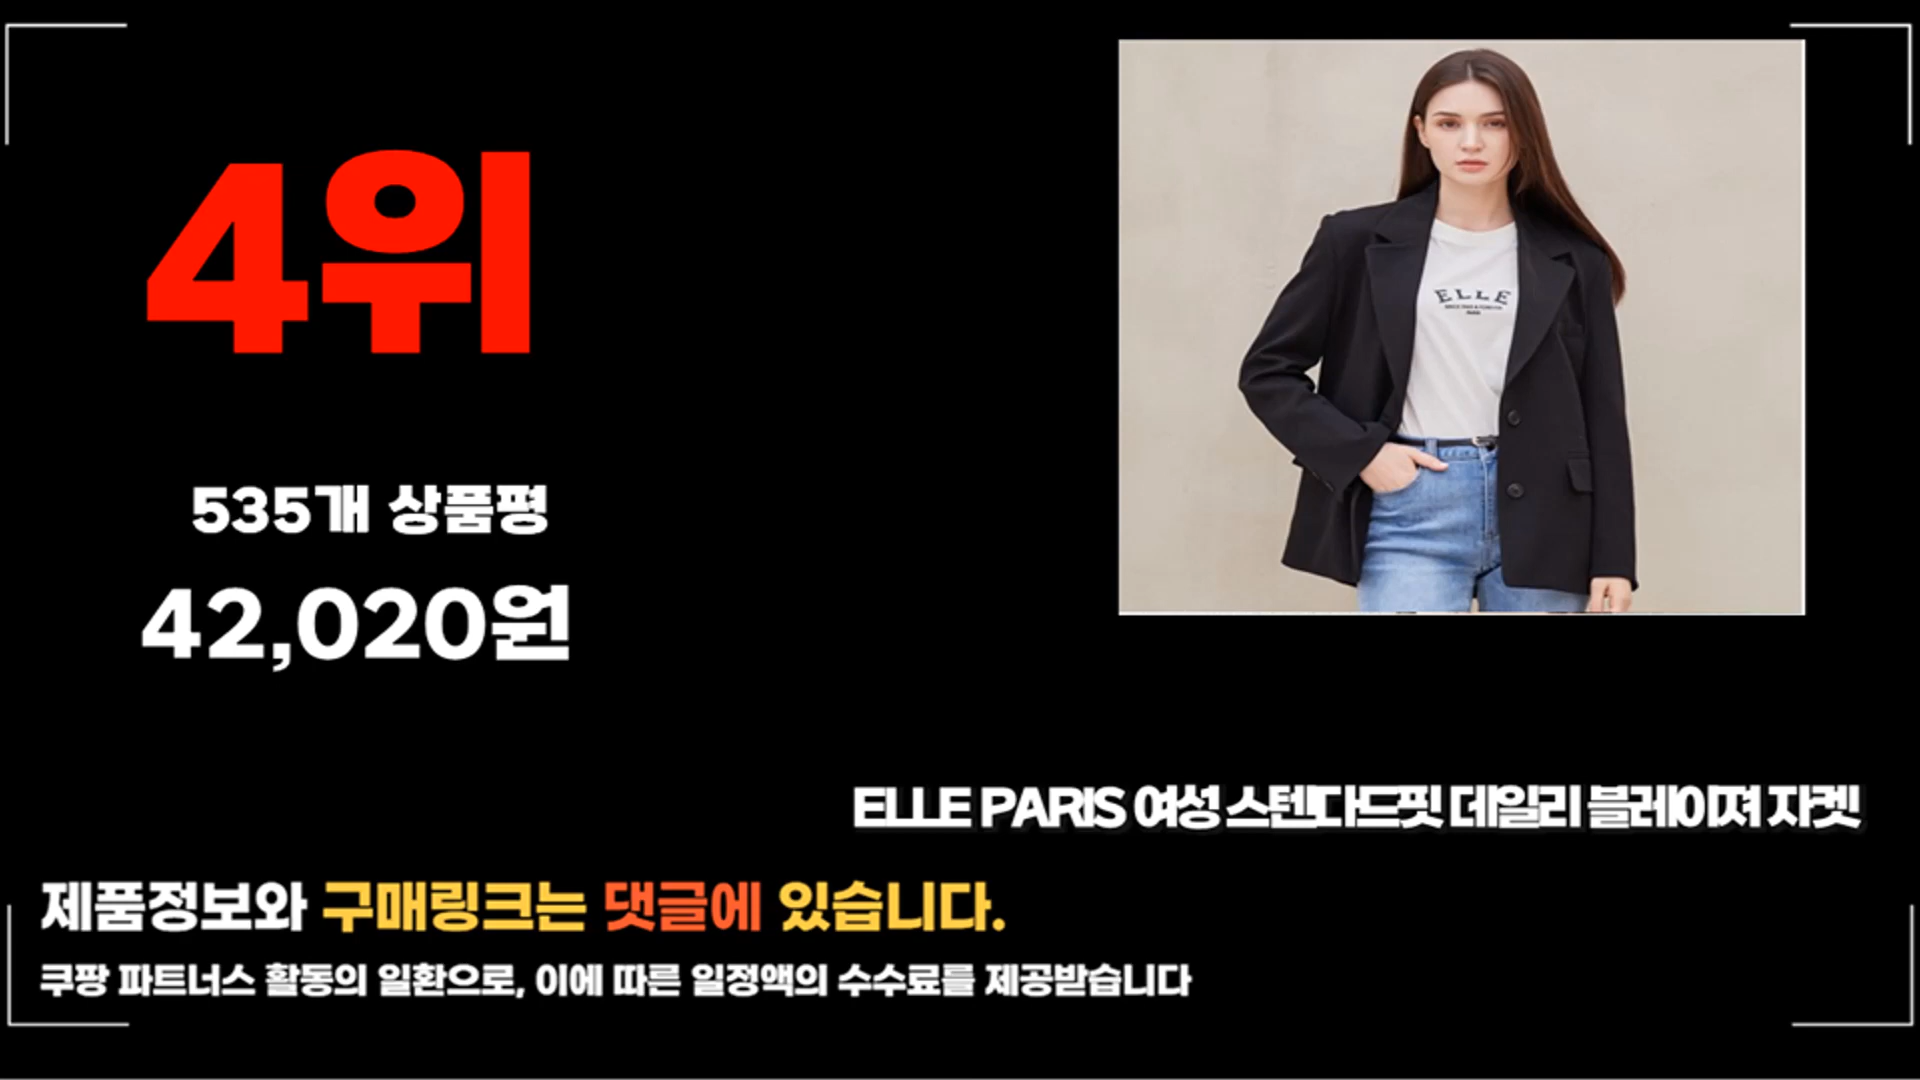 4위
535개 상품평
42,020원
ELLE
PARIS
ELLE PARIS 여성 스텐다드핏 데일리 블레이져 자켓
제품정보와 구매링크는 댓글에 있습니다.
쿠팡 파트너스 활동의 일환으로, 이에 따른 일정액의 수수료를 제공받습니다